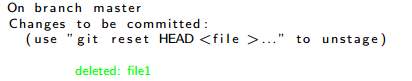 On branch master
Changes to be committed:
(use "git reset HEAD <file>..." to unstage)
deleted: file1